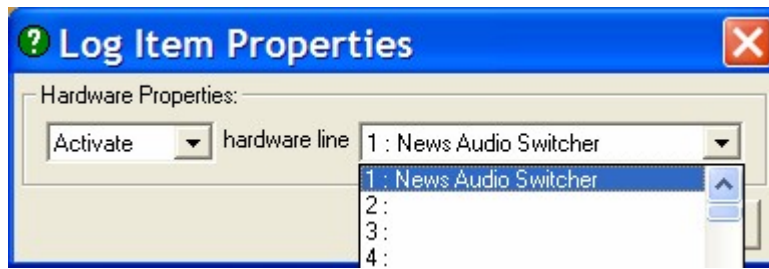 Log Item Properties
Hardware Properties:
Activate hardware line 1 : News Audio Switcher
1 : News Audio Switcher
2 :
3 :
4 :